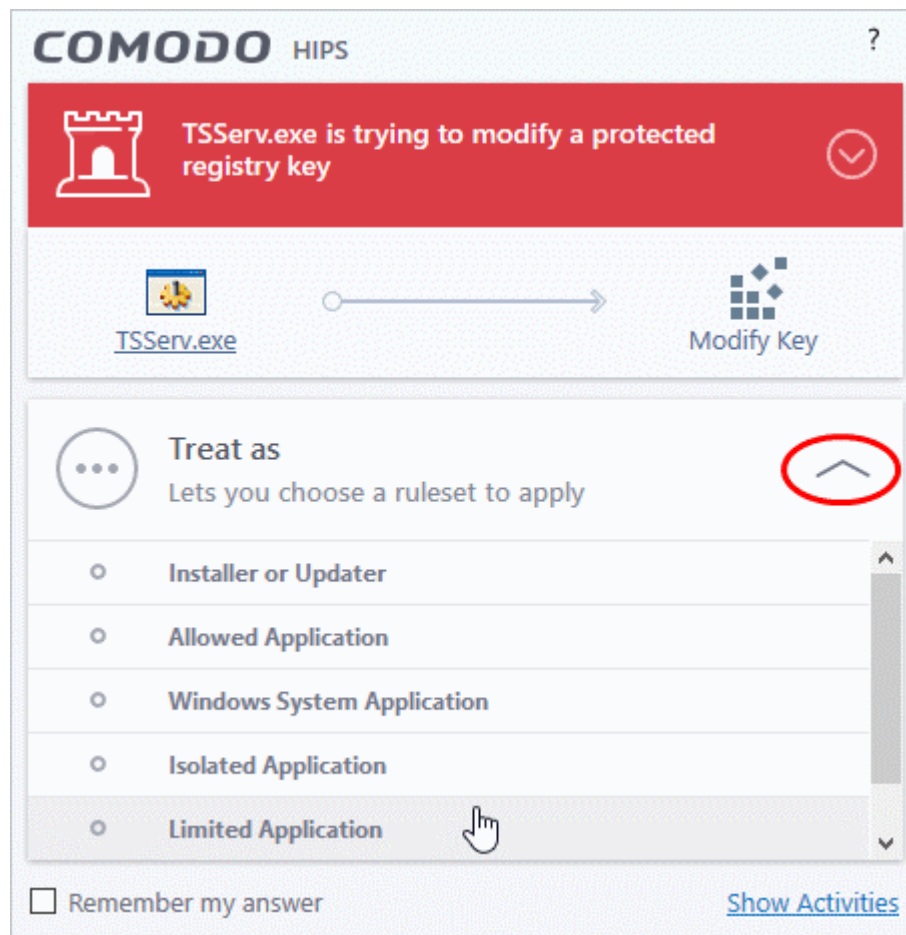 COMODO HIPS ?
TSServ.exe is trying to modify a protected
registry key
TSServ.exe
Modify Key
Treat as
Lets you choose a ruleset to apply
Installer or Updater
Allowed Application
Windows System Application
Isolated Application
Limited Application
Remember my answer
Show Activities